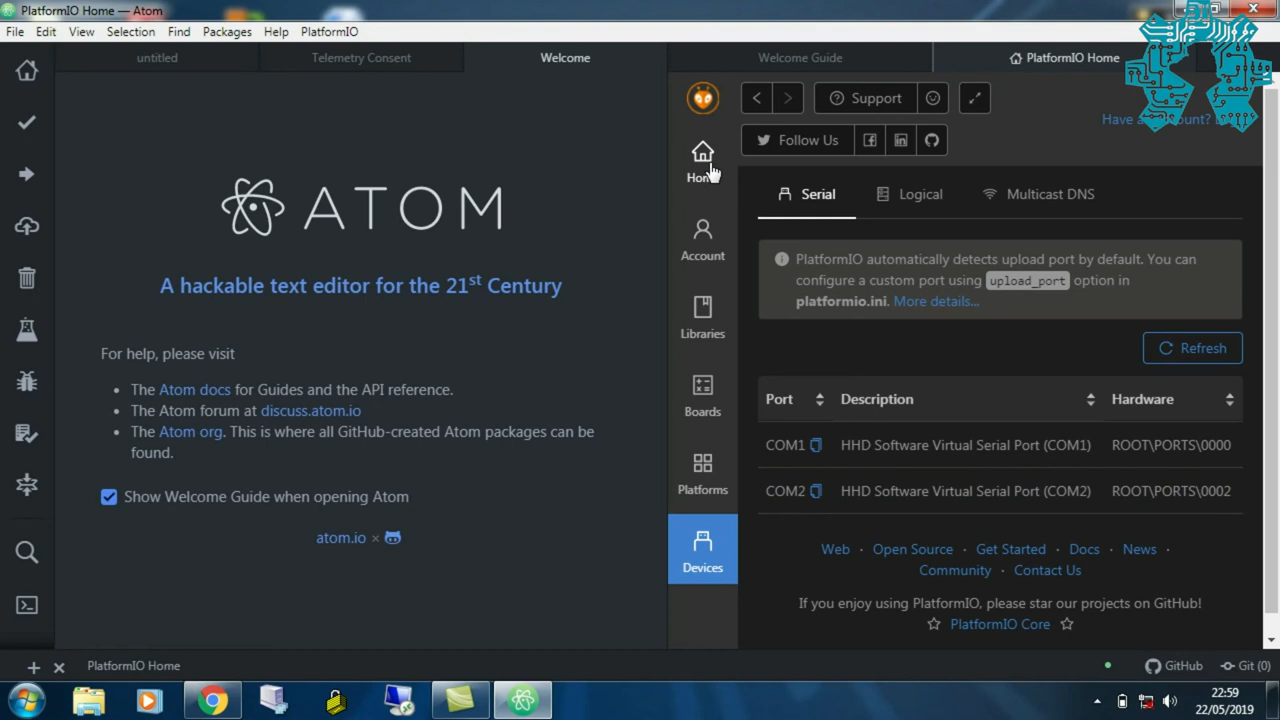 PlatformIO Home — Atom
File Edit View Selection Find Packages Help PlatformIO
untitled
Telemetry Consent
Welcome
Welcome Guide
PlatformIO Home
ATOM
A hackable text editor for the 21st Century
For help, please visit
• The Atom docs for Guides and the API reference.
• The Atom forum at discuss.atom.io
• The Atom org. This is where all GitHub-created Atom packages can be
found.
Show Welcome Guide when opening Atom
atom.io ×
Home
Account
Libraries
Boards
Platforms
Devices
Support
Follow Us
Have an account?
Serial
Logical
Multicast DNS
PlatformIO automatically detects upload port by default. You can
configure a custom port using upload_port option in
platformio.ini. More details...
Refresh
Port Description Hardware
COM1 HHD Software Virtual Serial Port (COM1) ROOT\PORTS\0000
COM2 HHD Software Virtual Serial Port (COM2) ROOT\PORTS\0002
Web · Open Source · Get Started · Docs · News ·
Community · Contact Us
If you enjoy using PlatformIO, please star our projects on GitHub!
PlatformIO Core
PlatformIO Home
GitHub
Git (0)
22:59
22/05/2019